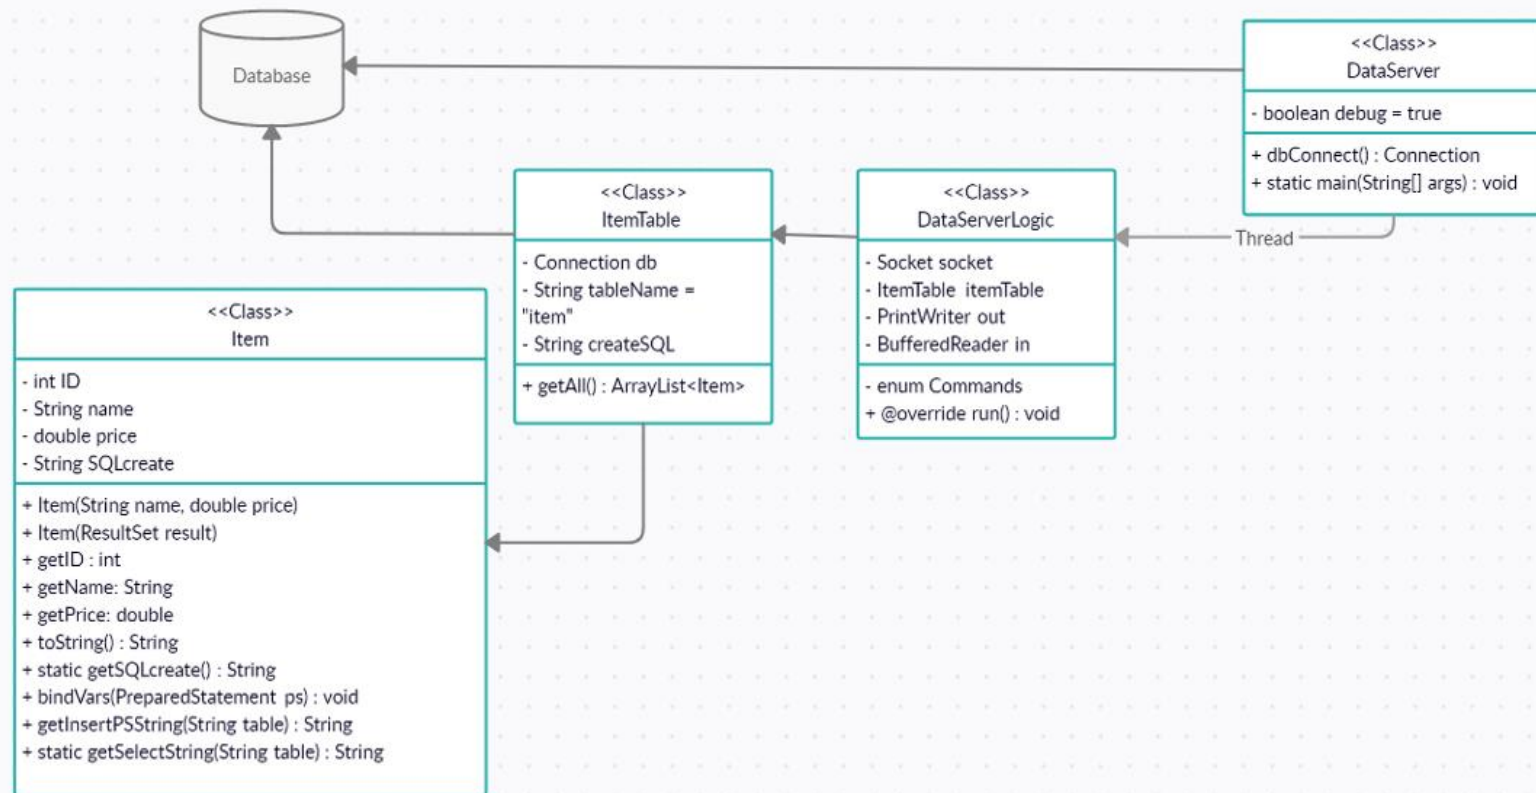 Database
<<Class>>
DataServer
- boolean debug = true
+ dbConnect() : Connection
+ static main(String[] args) : void
Thread
<<Class>>
ItemTable
- Connection db
- String tableName =
"item"
- String createSQL
+ getAll() : ArrayList<Item>
<<Class>>
DataServerLogic
- Socket socket
- ItemTable itemTable
- PrintWriter out
- BufferedReader in
- enum Commands
+ @override run() : void
<<Class>>
Item
- int ID
- String name
- double price
- String SQLcreate
+ Item(String name, double price)
+ Item(ResultSet result)
+ getID : int
+ getName: String
+ getPrice: double
+ toString() : String
+ static getSQLcreate() : String
+ bindVars(PreparedStatement ps) : void
+ getInsertPSString(String table) : String
+ static getSelectString(String table) : String